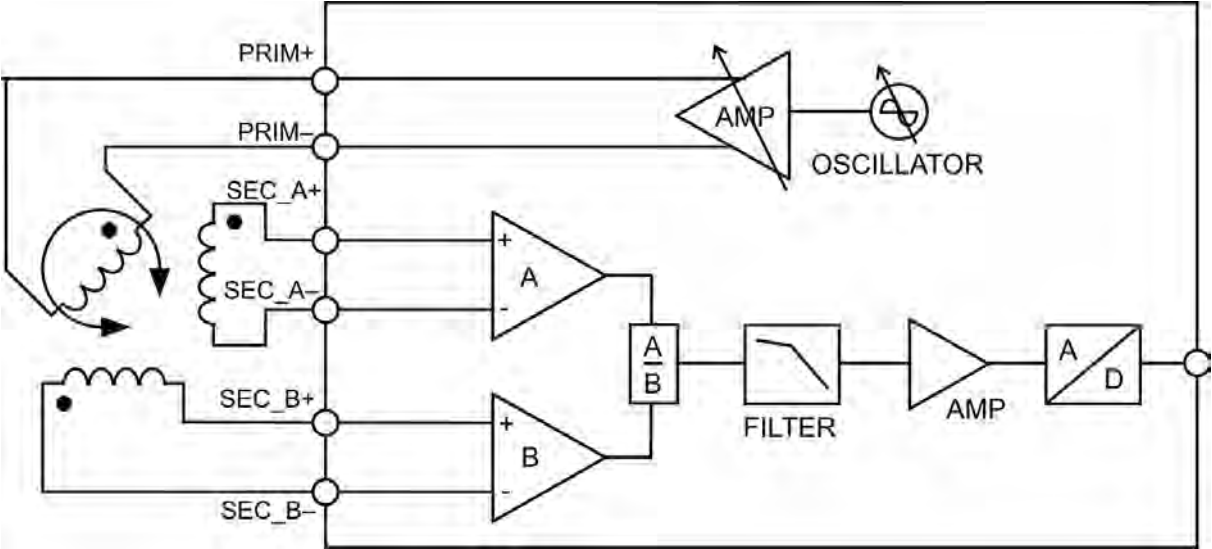 PRIM+
PRIM–
AMP
OSCILLATOR
SEC_A+
+
A
SEC_A–
-
A
B
A
D
SEC_B+
+
B
FILTER
AMP
SEC_B–
-